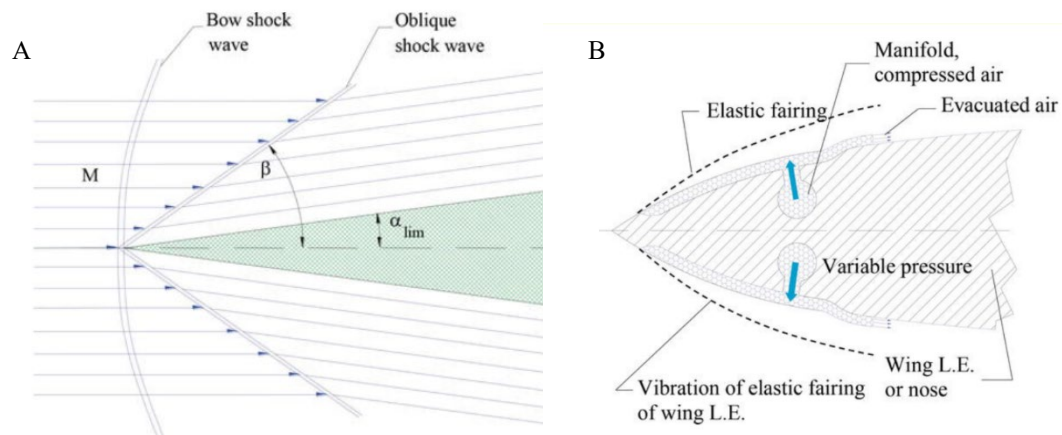 A
Bow shock
wave
Oblique
shock wave
M
β
α lim
B
Manifold,
compressed air
Elastic fairing
Evacuated air
Variable pressure
Wing L.E.
or nose
Vibration of elastic fairing
of wing L.E.